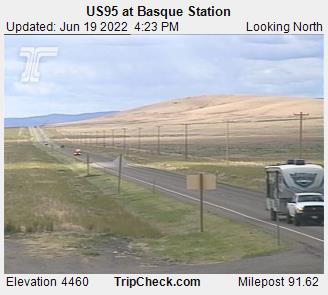 US95 at Basque Station
Updated: Jun 19 2022 4:23 PM Looking North
Elevation 4460 TripCheck.com Milepost 91.62